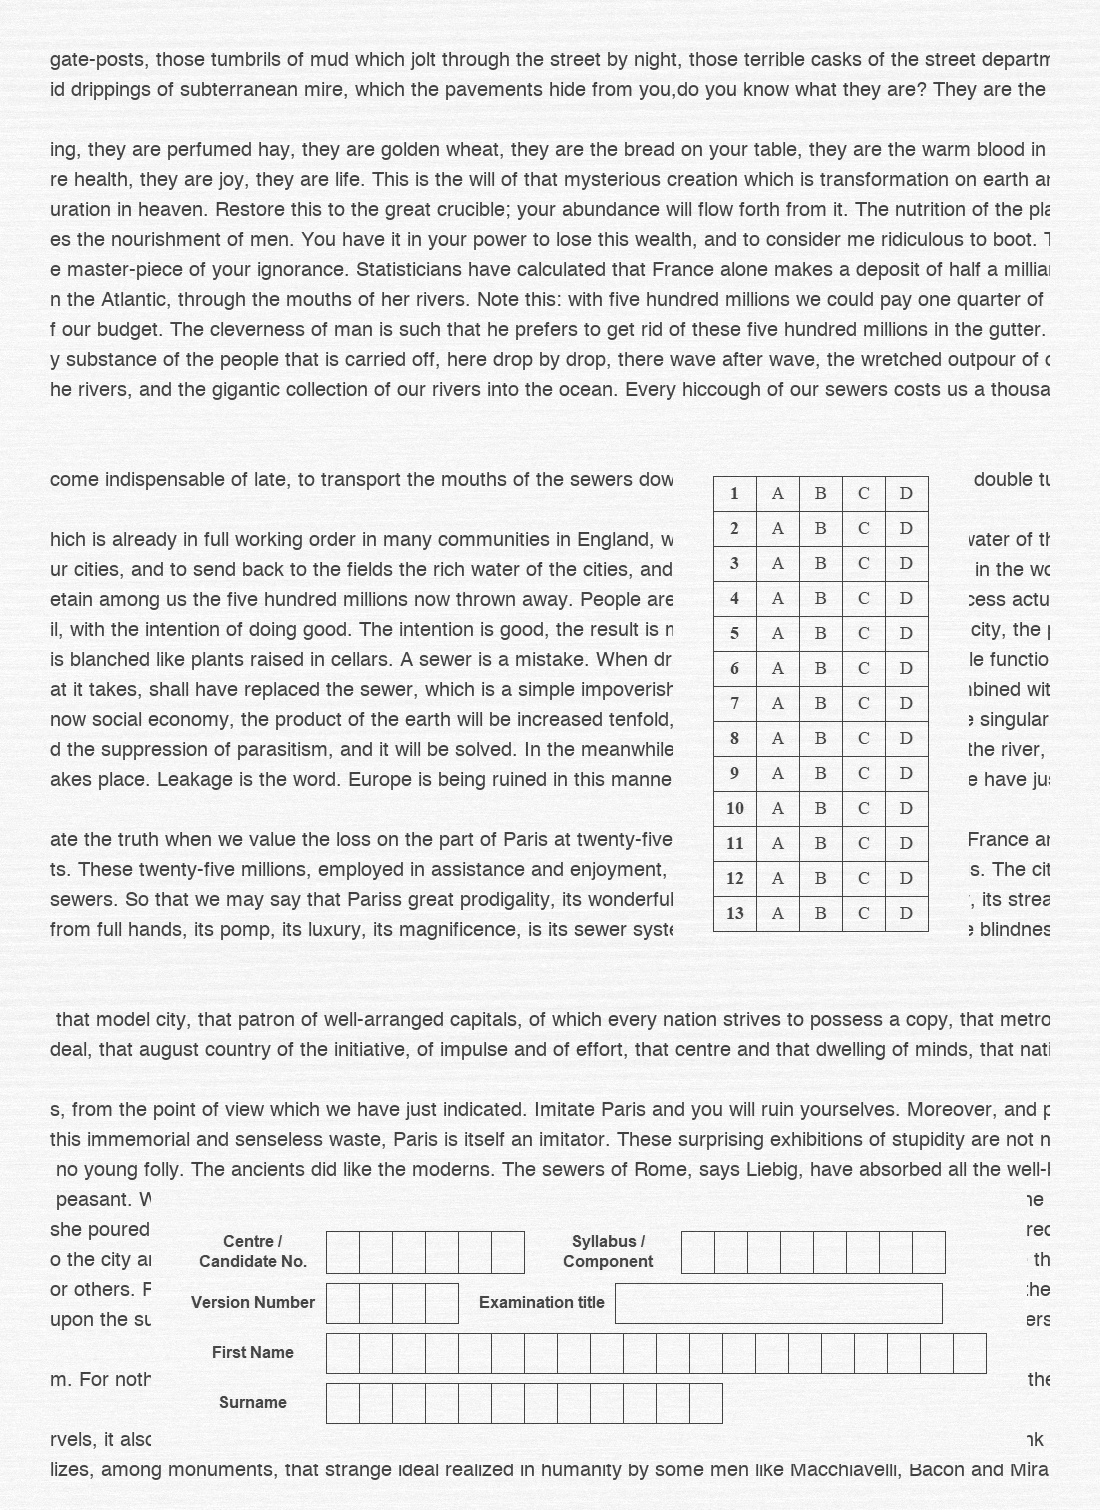 gate-posts, those tumbrils of mud which jolt through the street by night, those terrible casks of the street
id drippings of subterranean mire, which the pavements hide from you,do you know what they are? They are the
ing, they are perfumed hay, they are golden wheat, they are the bread on your table, they are the warm blood in
re health, they are joy, they are life. This is the will of that mysterious creation which is transformation on earth
uration in heaven. Restore this to the great crucible; your abundance will flow forth from it. The nutrition of the
es the nourishment of men. You have it in your power to lose this wealth, and to consider me ridiculous to boot.
e master-piece of your ignorance. Statisticians have calculated that France alone makes a deposit of half a
n the Atlantic, through the mouths of her rivers. Note this: with five hundred millions we could pay one quarter of
f our budget. The cleverness of man is such that he prefers to get rid of these five hundred millions in the gutter.
y substance of the people that is carried off, here drop by drop, there wave after wave, the wretched outpour of
he rivers, and the gigantic collection of our rivers into the ocean. Every hiccough of our sewers costs us a thousa
come indispensable of late, to transport the mouths of the sewers dow double
hich is already in full working order in many communities in England, water of
ur cities, and to send back to the fields the rich water of the cities, and in the
etain among us the five hundred millions now thrown away. People are cess actu
il, with the intention of doing good. The intention is good, the result is city, the
is blanched like plants raised in cellars. A sewer is a mistake. When dr le functio
at it takes, shall have replaced the sewer, which is a simple impoverish bined wit
now social economy, the product of the earth will be increased tenfold, singular
d the suppression of parasitism, and it will be solved. In the meanwhile the river,
akes place. Leakage is the word. Europe is being ruined in this manne e have
ate the truth when we value the loss on the part of Paris at twenty-five France
ts. These twenty-five millions, employed in assistance and enjoyment, s. The cit
sewers. So that we may say that Pariss great prodigality, its wonderful its strea
from full hands, its pomp, its luxury, its magnificence, is its sewer syste blindnes
1 A B C D
2 A B C D
3 A B C D
4 A B C D
5 A B C D
6 A B C D
7 A B C D
8 A B C D
9 A B C D
10 A B C D
11 A B C D
12 A B C D
13 A B C D
that model city, that patron of well-arranged capitals, of which every nation strives to possess a copy, that metro
deal, that august country of the initiative, of impulse and of effort, that centre and that dwelling of minds, that nati
s, from the point of view which we have just indicated. Imitate Paris and you will ruin yourselves. Moreover, and
this immemorial and senseless waste, Paris is itself an imitator. These surprising exhibitions of stupidity are not
no young folly. The ancients did like the moderns. The sewers of Rome, says Liebig, have absorbed all the
peasant. he
she poured
o the city th
or others. the
upon the su ers
m. For noth the
rvels, it also nk
lizes, among monuments, that strange ideal realized in humanity by some men like Macchiavelli, Bacon and Mira
Centre / Candidate No.
Syllabus / Component
Version Number
Examination title
First Name
Surname